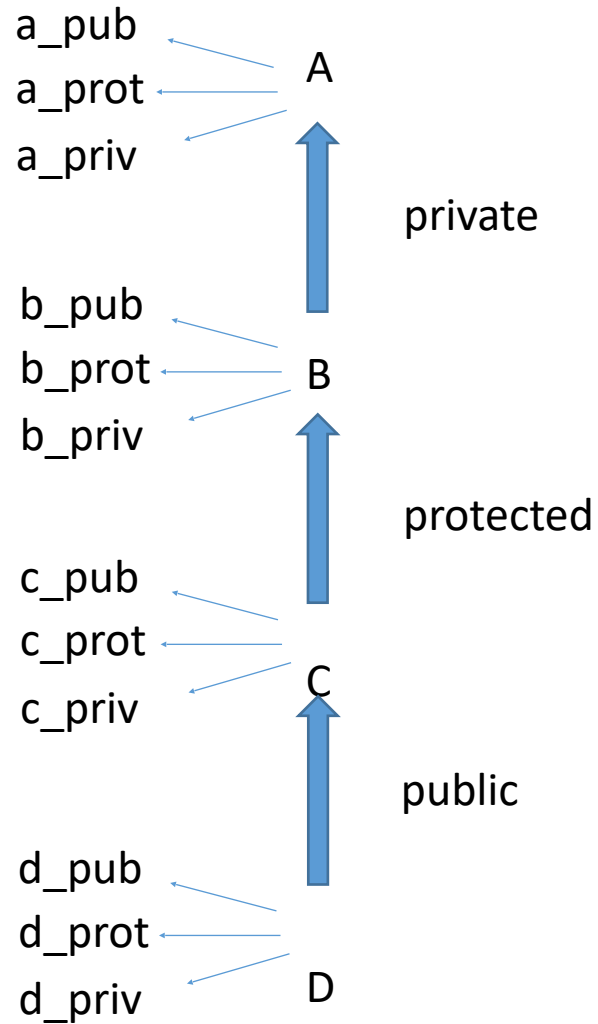 a_pub
A
a_prot
a_priv
private
b_pub
b_prot
B
b_priv
protected
c_pub
c_prot
C
c_priv
public
d_pub
d_prot
D
d_priv